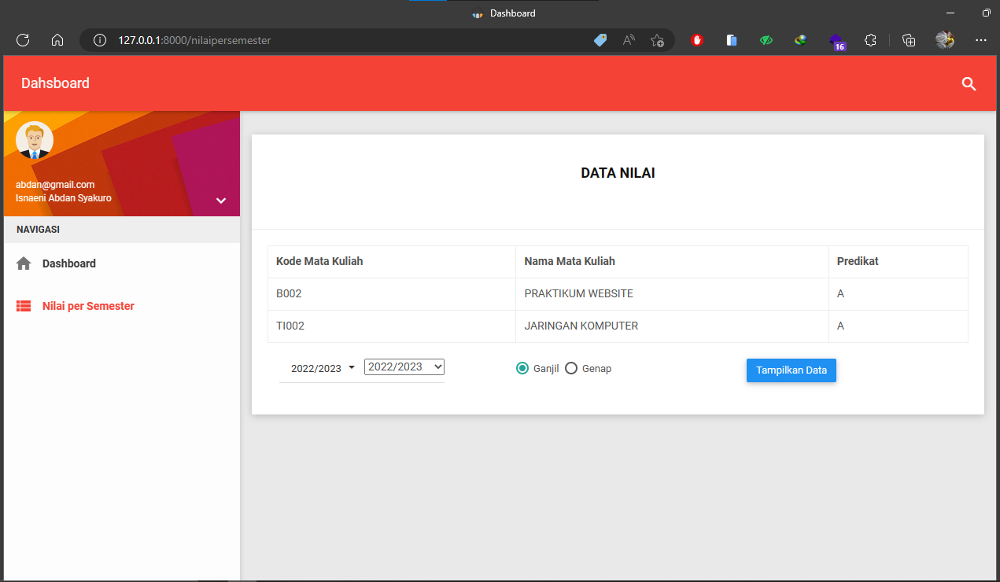 Dashboard
127.0.0.1:8000/nilaipersemester
16
Dahsboard
abdan@gmail.com
Isnaeni Abdan Syakuro
NAVIGASI
Dashboard
Nilai per Semester
DATA NILAI
Kode Mata Kuliah Nama Mata Kuliah Predikat
B002 PRAKTIKUM WEBSITE A
TI002 JARINGAN KOMPUTER A
2022/2023 2022/2023 Ganjil Genap Tampilkan Data